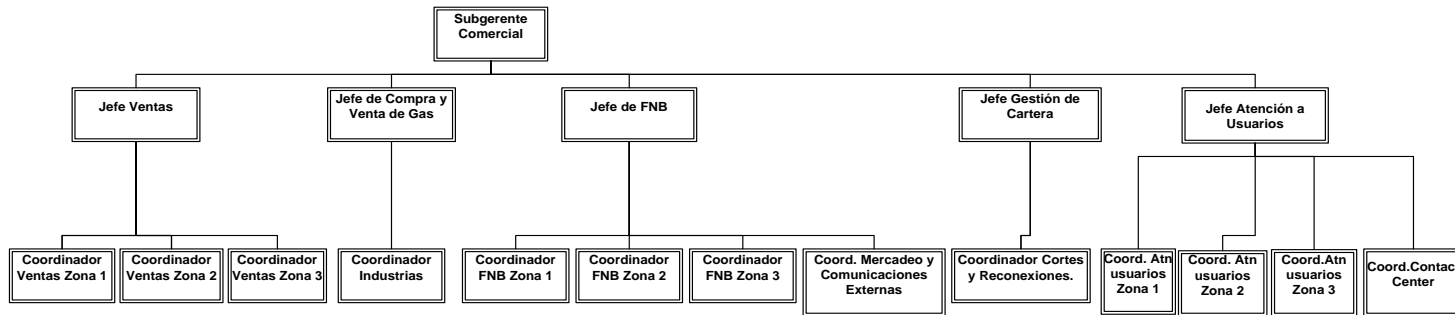 Subgerente
Comercial
Jefe Ventas
Jefe de Compra y
Venta de Gas
Jefe de FNB
Jefe Gestión de
Cartera
Jefe Atención a
Usuarios
Coordinador
Ventas Zona 1
Coordinador
Ventas Zona 2
Coordinador
Ventas Zona 3
Coordinador
Industrias
Coordinador
FNB Zona 1
Coordinador
FNB Zona 2
Coordinador
FNB Zona 3
Coord. Mercadeo y
Comunicaciones
Externas
Coordinador Cortes
y Reconexiones.
Coord. Atn
usuarios
Zona 1
Coord. Atn
usuarios
Zona 2
Coord.Atn
usuarios
Zona 3
Coord.Contac
Center